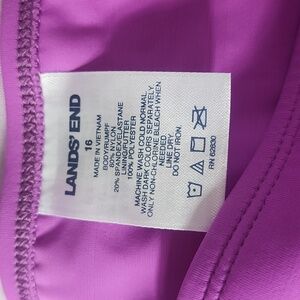 LANDS' END
16
MADE IN VIETNAM
BODY/RUMPF
80% NYLON
20% SPANDEX/ELASTANE
LINING/FUTTER
100% POLYESTER
MACHINE WASH COLD NORMAL.
WASH DARK COLORS SEPARATELY.
ONLY NON-CHLORINE BLEACH WHEN
NEEDED
LINE DRY
DO NOT IRON.
RN 62830